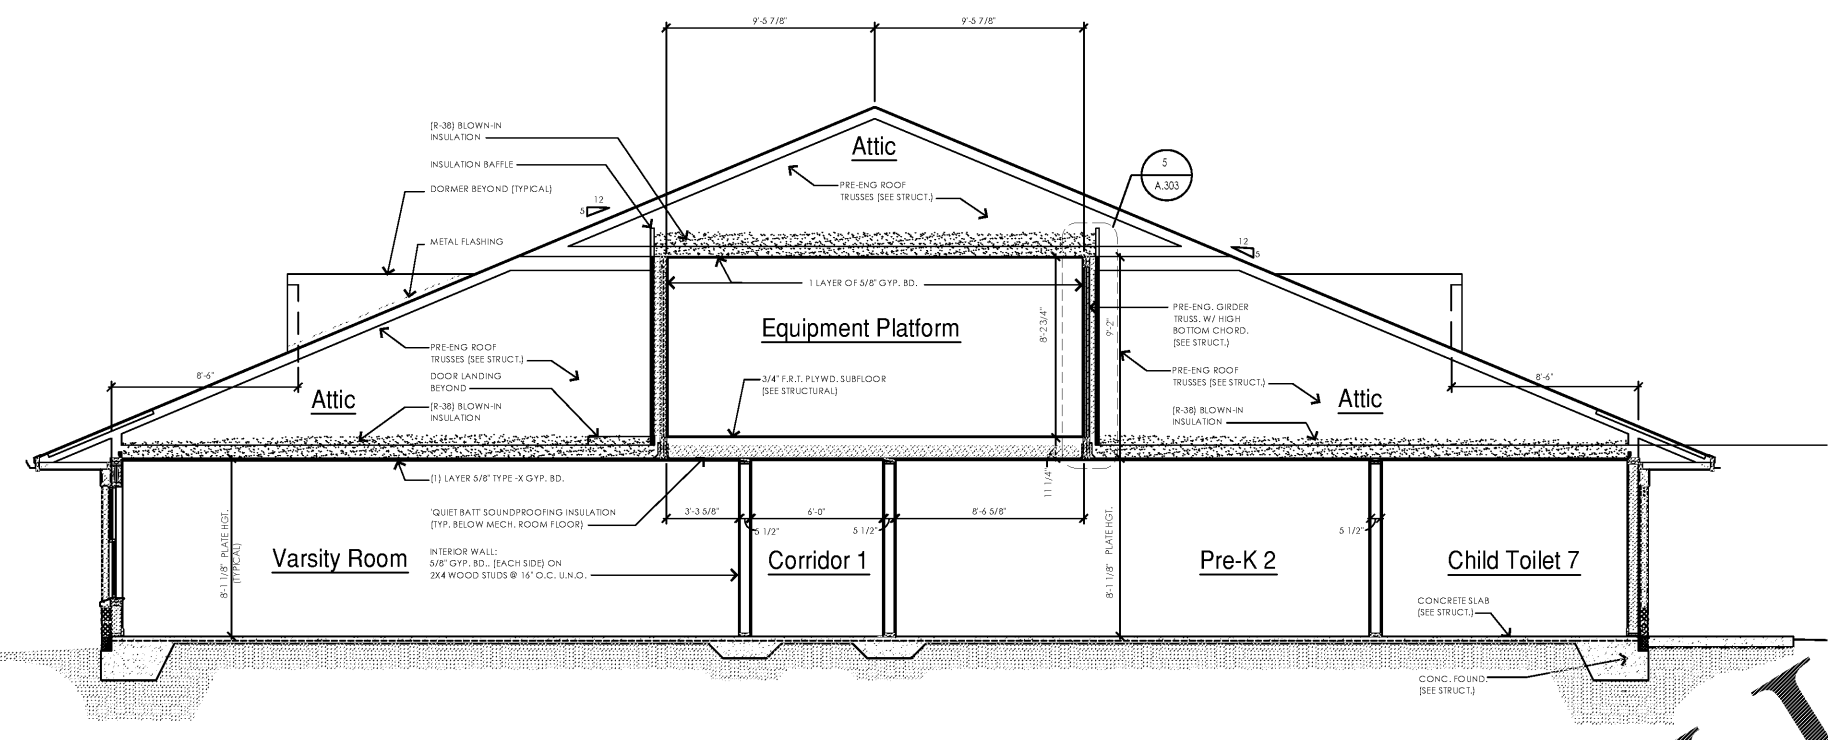 9'-5 7/8"
9'-5 7/8"
(R-38) BLOWN-IN
INSULATION
INSULATION BAFFLE
DORMER BEYOND (TYPICAL)
METAL FLASHING
Attic
PRE-ENG ROOF
TRUSSES (SEE STRUCT.)
5
A.303
12
5
12
5
1 LAYER OF 5/8" GYP. BD.
Equipment Platform
8'-2 3/4"
9'-2"
PRE-ENG. GIRDER
TRUSS. W/ HIGH
BOTTOM CHORD.
(SEE STRUCT.)
PRE-ENG ROOF
TRUSSES (SEE STRUCT.)
DOOR LANDING
BEYOND
(R-38) BLOWN-IN
INSULATION
8'-6"
Attic
3/4" F.R.T. PLYWD. SUBFLOOR
(SEE STRUCTURAL)
PRE-ENG ROOF
TRUSSES (SEE STRUCT.)
(R-38) BLOWN-IN
INSULATION
Attic
8'-6"
(1) LAYER 5/8" TYPE -X GYP. BD.
11 1/4"
'QUIET BATT' SOUNDPROOFING INSULATION
(TYP. BELOW MECH. ROOM FLOOR)
3'-3 5/8"
6'-0"
8'-6 5/8"
5 1/2"
5 1/2"
5 1/2"
8'-1 1/8" PLATE HGT.
(TYPICAL)
8'-1 1/8" PLATE HGT.
INTERIOR WALL:
5/8" GYP. BD.. (EACH SIDE) ON
2X4 WOOD STUDS @ 16" O.C. U.N.O.
Varsity Room
Corridor 1
Pre-K 2
Child Toilet 7
CONCRETE SLAB
(SEE STRUCT.)
CONC. FOUND.
(SEE STRUCT.)